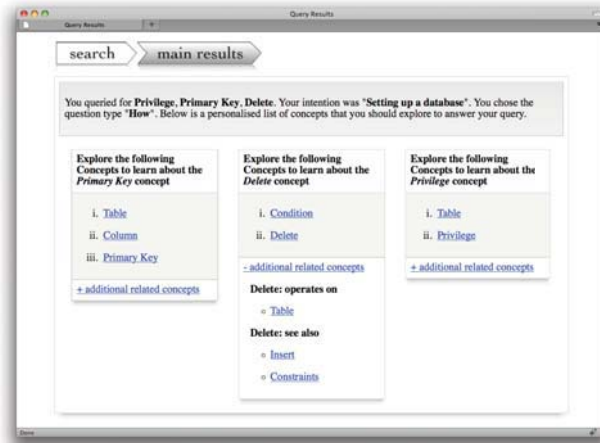 Query Results
Query Results
+
search
main results
You queried for Privilege, Primary Key, Delete. Your intention was "Setting up a database". You chose the
question type "How". Below is a personalised list of concepts that you should explore to answer your query.
Explore the following
Concepts to learn about the
Primary Key concept
i. Table
ii. Column
iii. Primary Key
+ additional related concepts
Explore the following
Concepts to learn about the
Delete concept
i. Condition
ii. Delete
- additional related concepts
Delete: operates on
Table
Delete: see also
Insert
Constraints
Explore the following
Concepts to learn about the
Privilege concept
i. Table
ii. Privilege
+ additional related concepts
Done